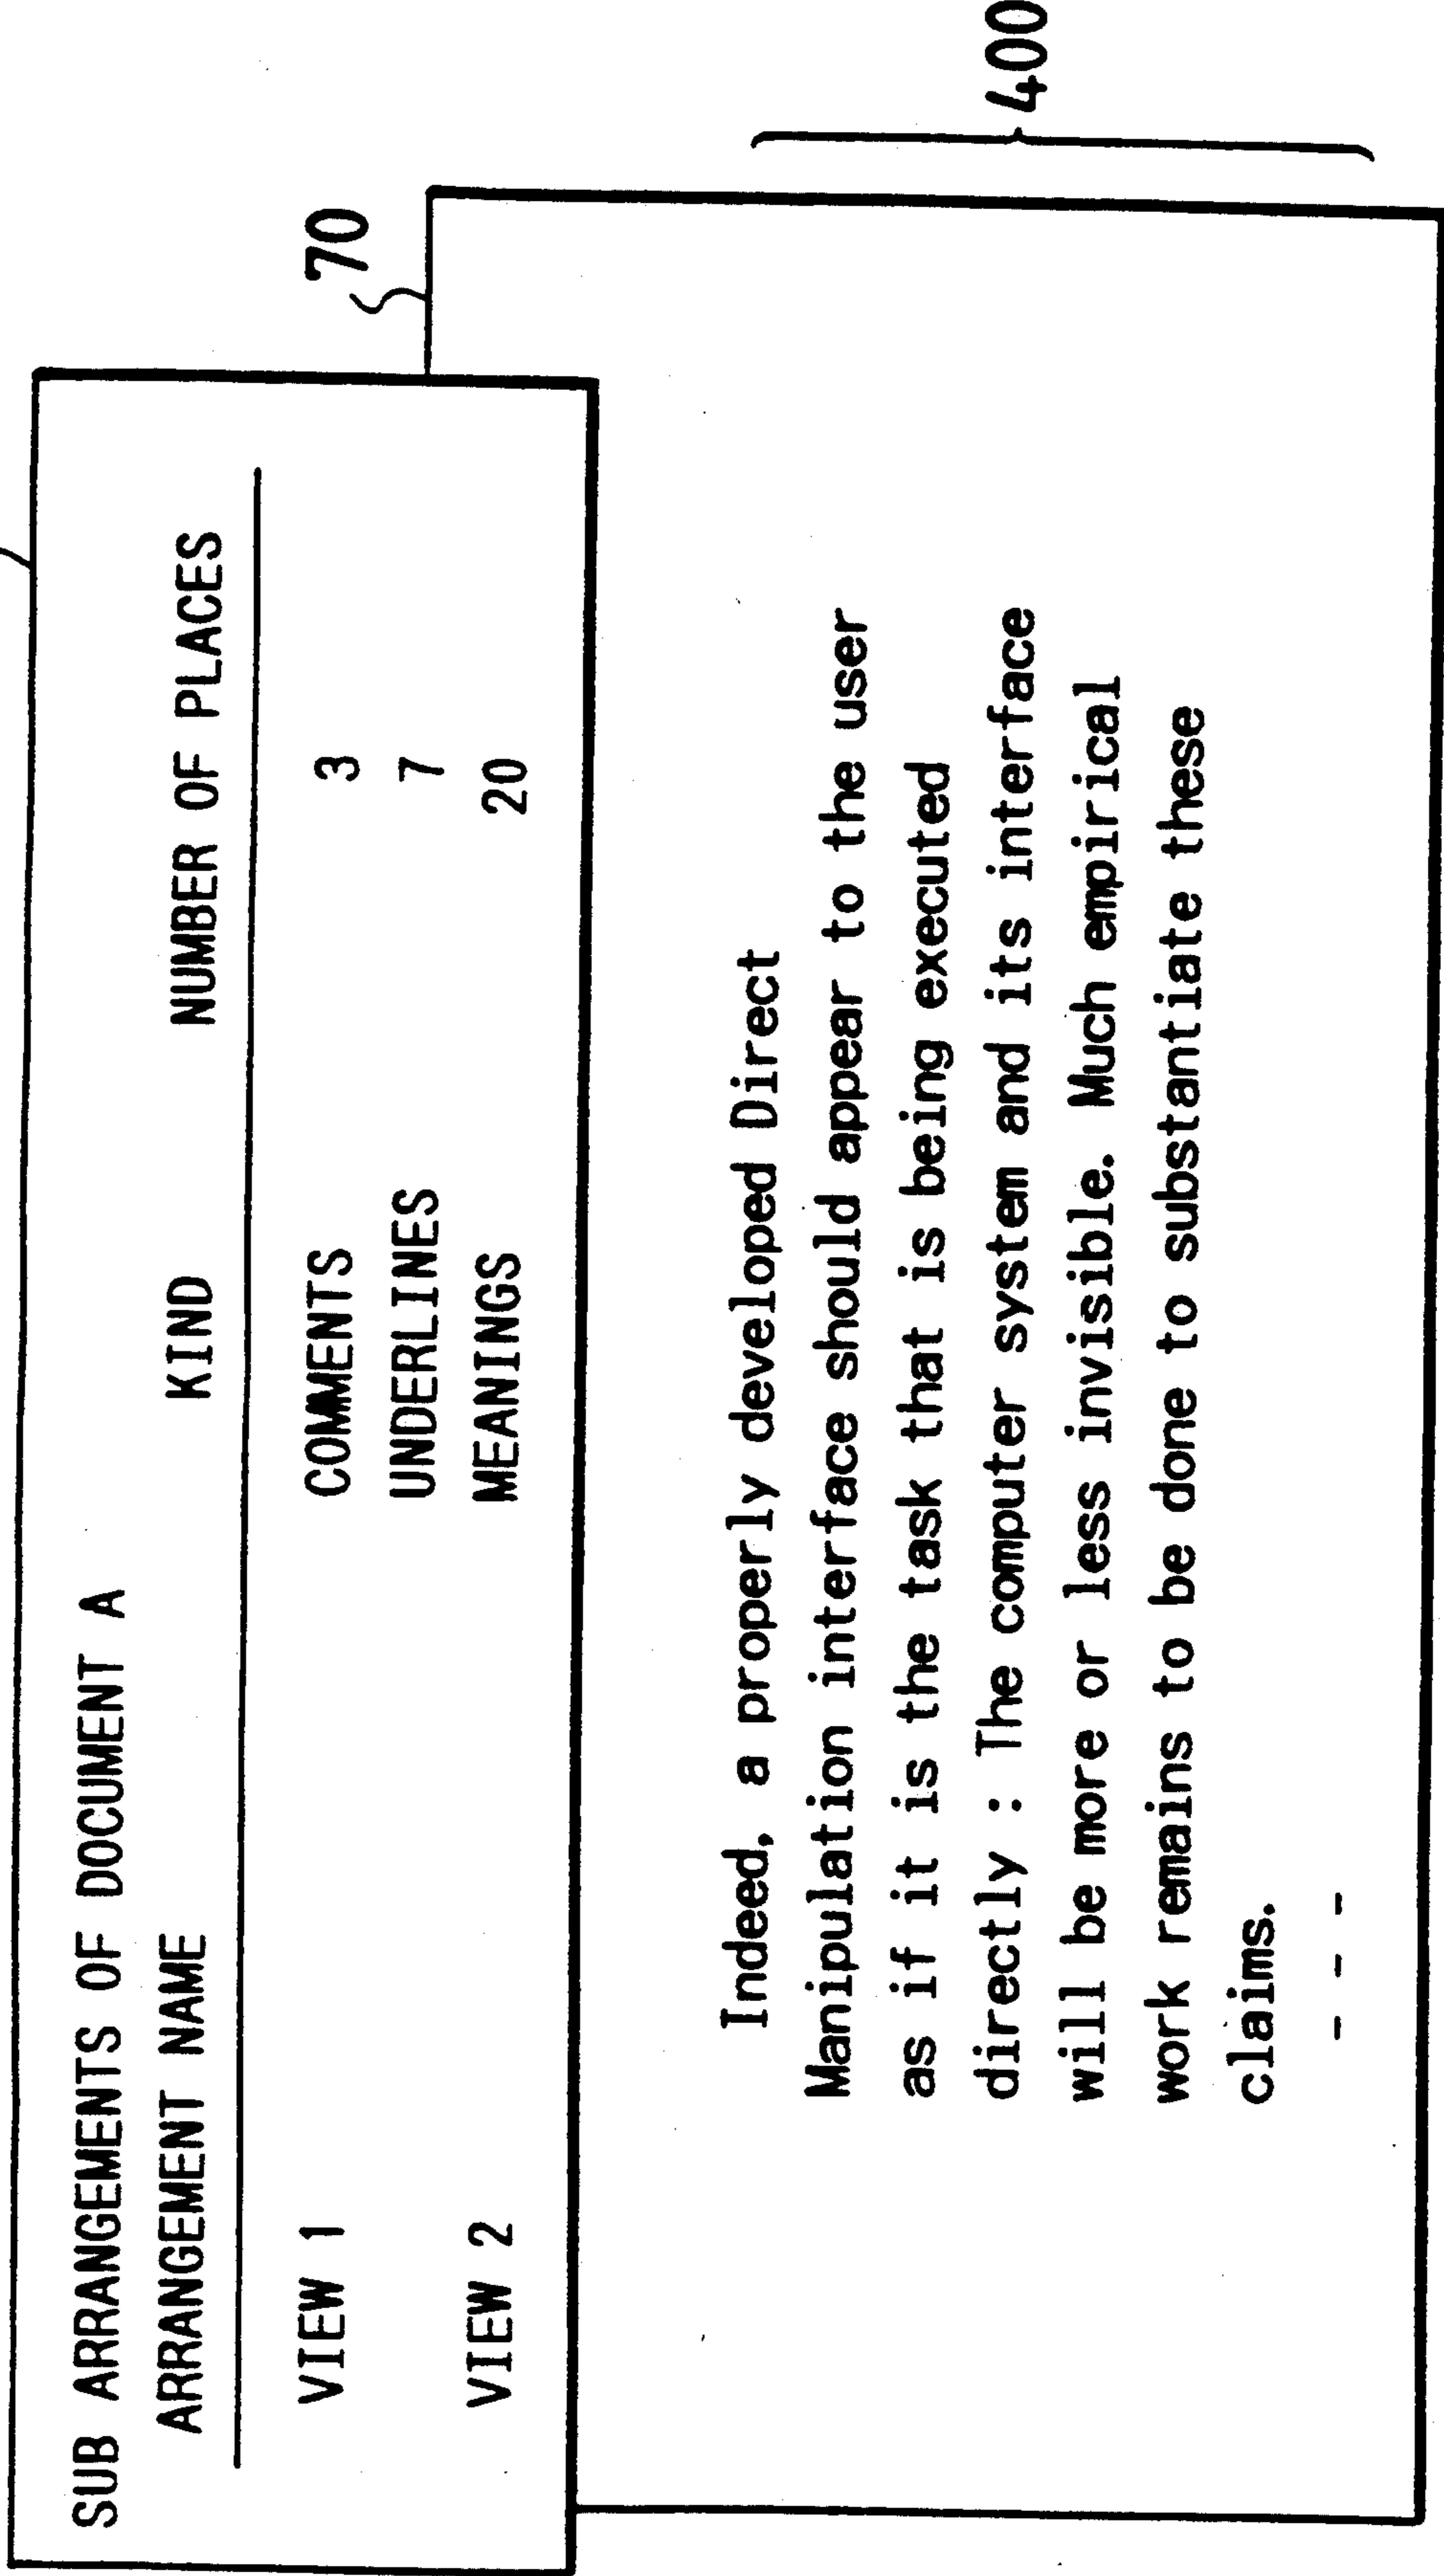 SUB ARRANGEMENTS OF DOCUMENT A
ARRANGEMENT NAME KIND NUMBER OF PLACES
VIEW 1 COMMENTS 3
UNDERLINES 7
VIEW 2 MEANINGS 20
70
Indeed, a properly developed Direct
Manipulation interface should appear to the user
as if it is the task that is being executed
directly : The computer system and its interface
will be more or less invisible. Much empirical
work remains to be done to substantiate these
claims.
- - -
400